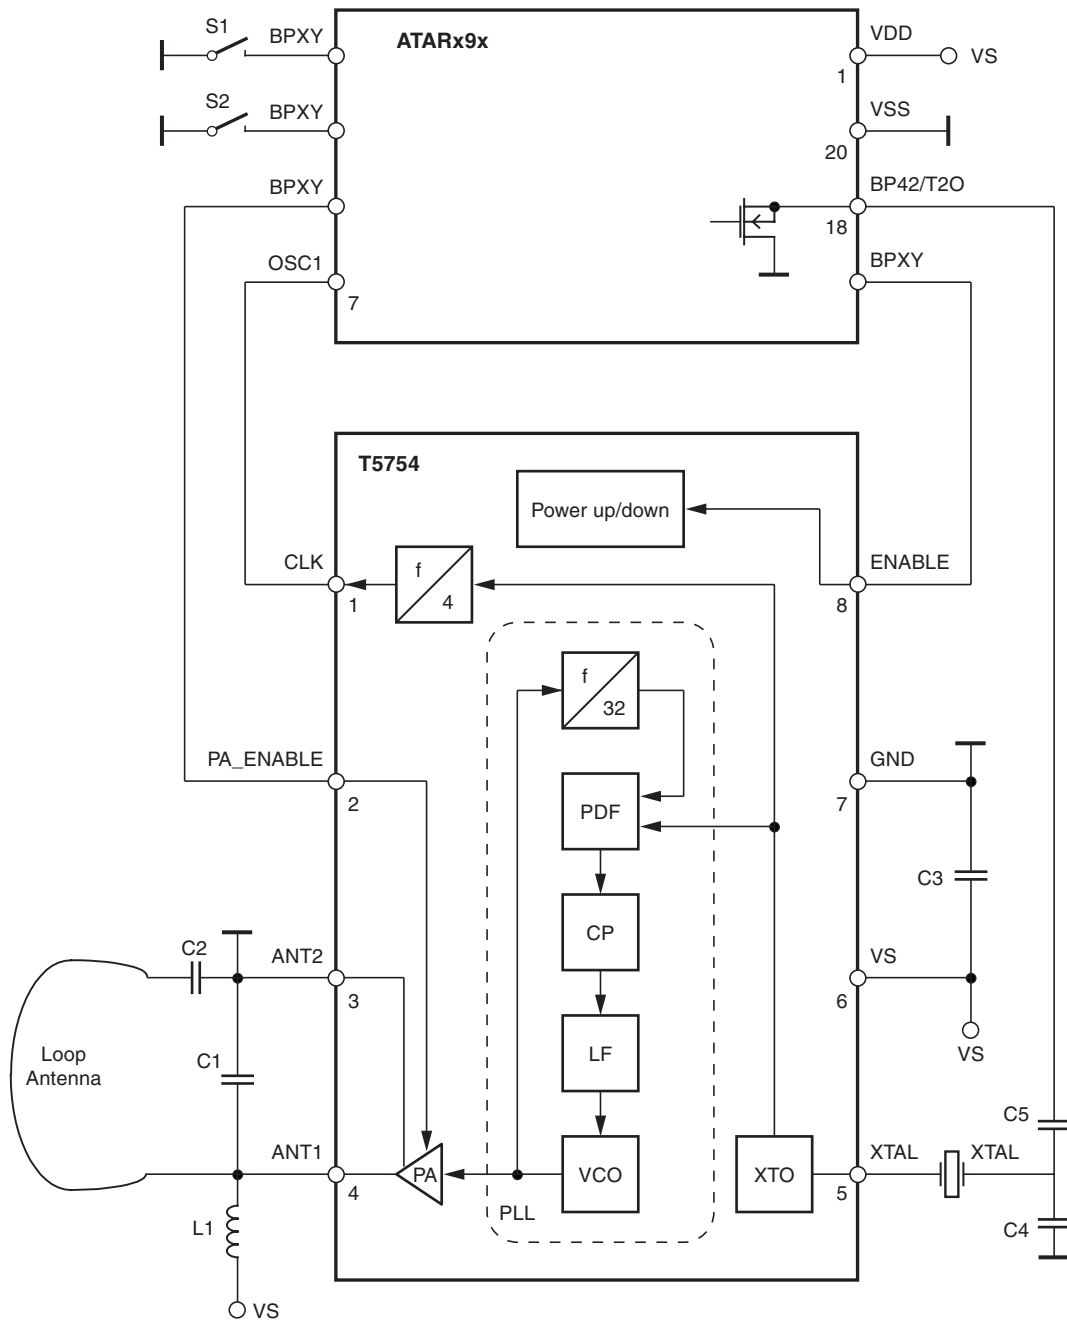 S1
BPXY
ATARx9x
VDD
1
VS
S2
BPXY
VSS
20
BPXY
BP42/T2O
18
OSC1
7
BPXY
T5754
Power up/down
CLK
1
f
4
ENABLE
8
f
32
PA_ENABLE
2
GND
7
PDF
C3
CP
C2
ANT2
3
VS
6
Loop
Antenna
C1
LF
VS
C5
ANT1
4
PA
VCO
XTO
XTAL
5
XTAL
PLL
L1
C4
VS